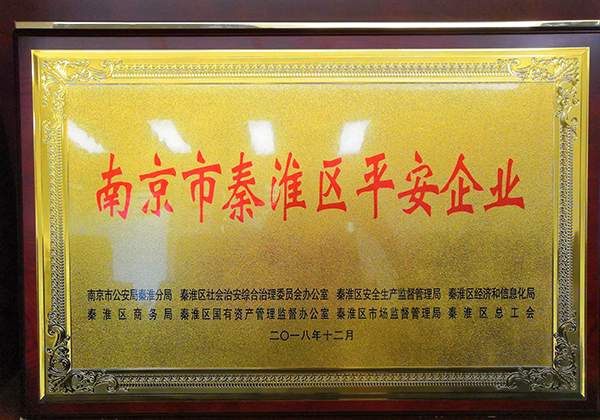 南京市秦淮区平安企业
南京市公安局秦淮分局 秦淮区社会治安综合治理委员会办公室 秦淮区安全生产监督管理局 秦淮区经济和信息化局
秦淮区商务局 秦淮区国有资产管理监督办公室 秦淮区市场监督管理局 秦淮区总工会
二〇一八年十二月